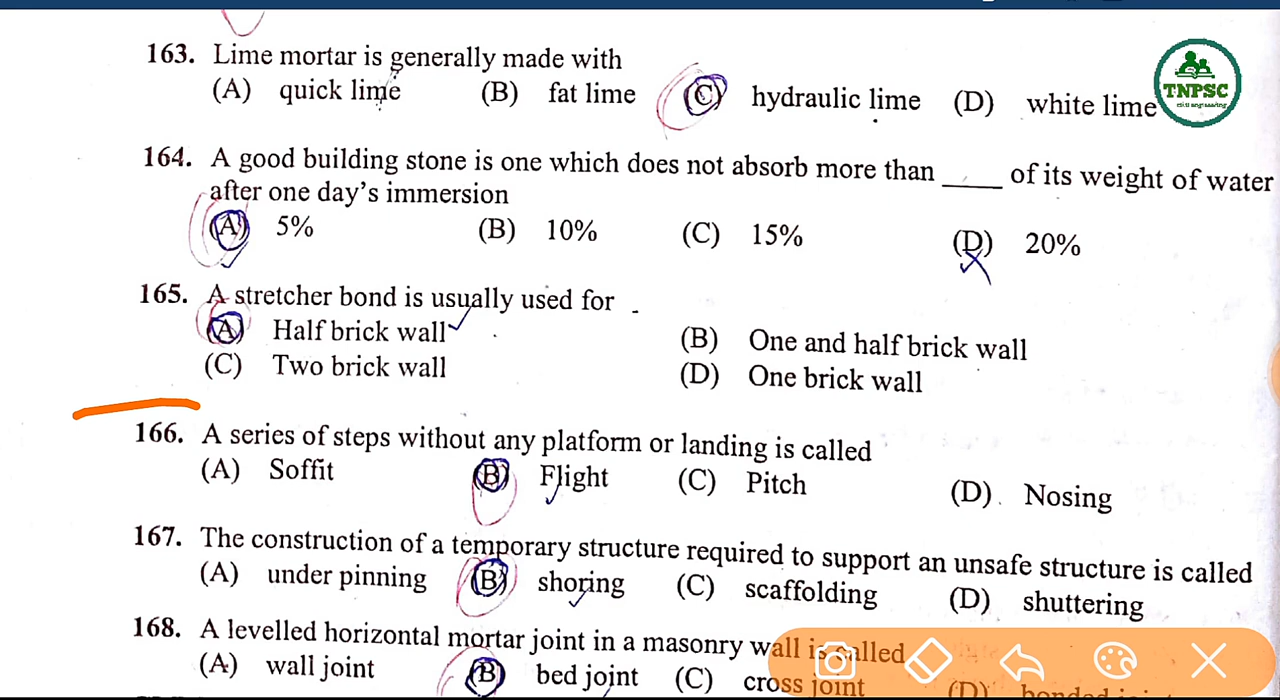 163. Lime mortar is generally made with
(A) quick lime (B) fat lime (C) hydraulic lime (D) white lime
TNPSC
164. A good building stone is one which does not absorb more than ____ of its weight of water
after one day's immersion
(A) 5% (B) 10% (C) 15% (D) 20%
165. A stretcher bond is usually used for
(A) Half brick wall (B) One and half brick wall
(C) Two brick wall (D) One brick wall
166. A series of steps without any platform or landing is called
(A) Soffit (B) Flight (C) Pitch (D) Nosing
167. The construction of a temporary structure required to support an unsafe structure is called
(A) under pinning (B) shoring (C) scaffolding (D) shuttering
168. A levelled horizontal mortar joint in a masonry wall is called
(A) wall joint (B) bed joint (C) cross joint (D)